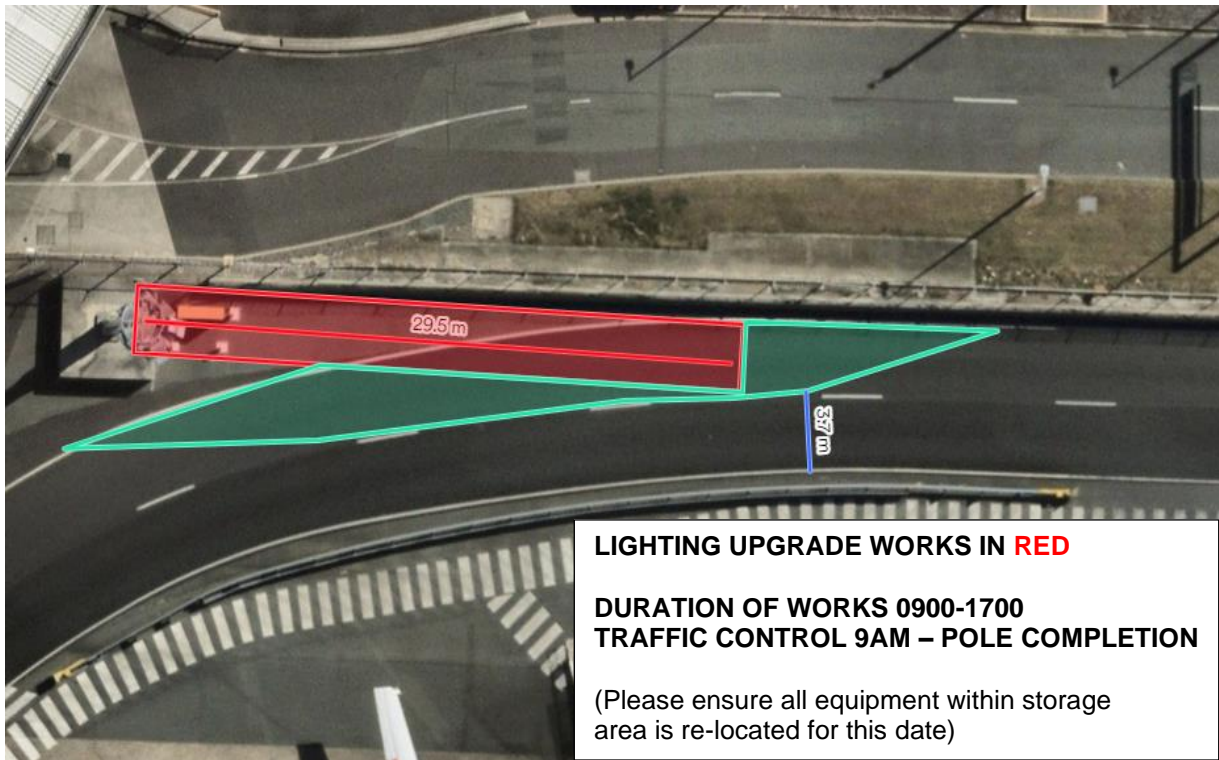 29.5 m
3.7 m
LIGHTING UPGRADE WORKS IN RED
DURATION OF WORKS 0900-1700
TRAFFIC CONTROL 9AM – POLE COMPLETION
(Please ensure all equipment within storage
area is re-located for this date)